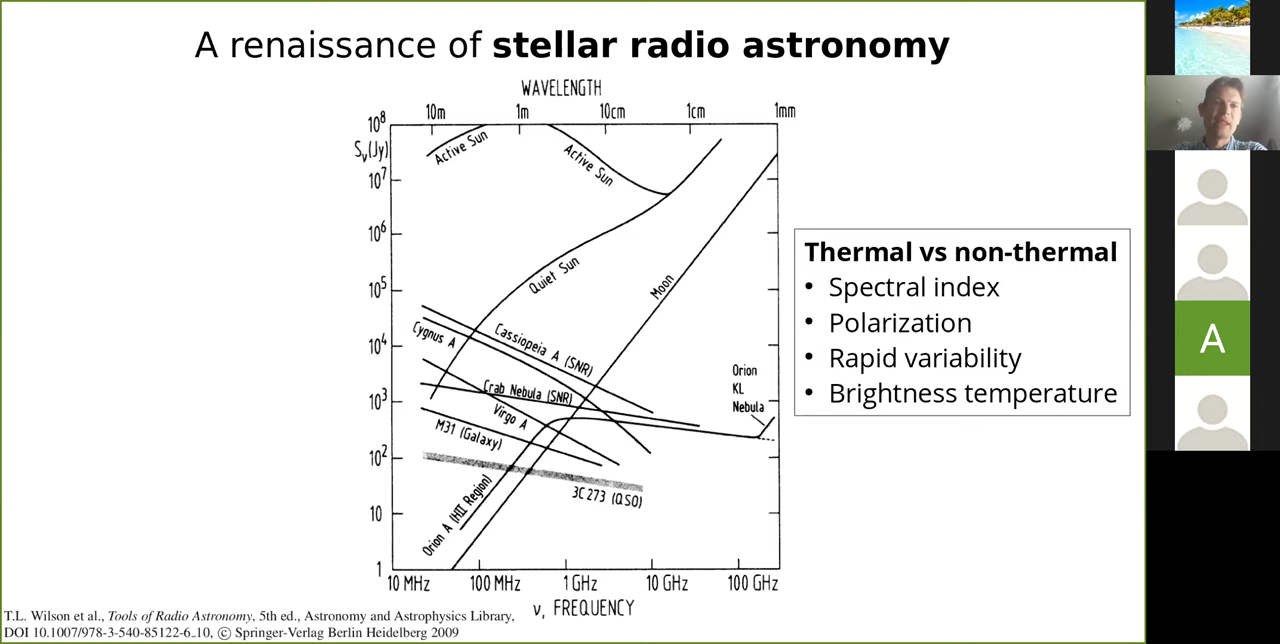 A renaissance of stellar radio astronomy
WAVELENGTH
10m 1m 10cm 1cm 1mm
10⁸
Sν(Jy)
10⁷
10⁶
10⁵
10⁴
10³
10²
10
1
Active Sun
Active Sun
Quiet Sun
Moon
Cygnus A
Cassiopeia A (SNR)
Crab Nebula (SNR)
Virgo A
M31 (Galaxy)
3C 273 (QSO)
Orion A (HII Region)
Orion
KL
Nebula
10 MHz 100 MHz 1 GHz 10 GHz 100 GHz
ν, FREQUENCY
Thermal vs non-thermal
• Spectral index
• Polarization
• Rapid variability
• Brightness temperature
T.L. Wilson et al., Tools of Radio Astronomy, 5th ed., Astronomy and Astrophysics Library,
DOI 10.1007/978-3-540-85122-6_10, © Springer-Verlag Berlin Heidelberg 2009
A